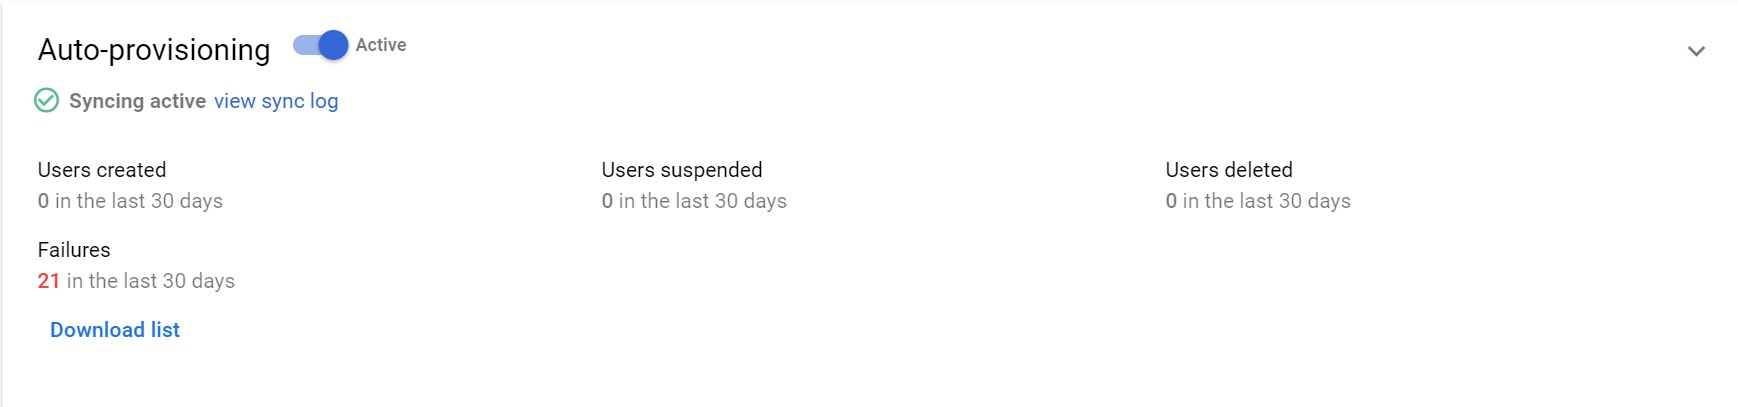 Auto-provisioning Active
Syncing active view sync log
Users created
0 in the last 30 days
Users suspended
0 in the last 30 days
Users deleted
0 in the last 30 days
Failures
21 in the last 30 days
Download list